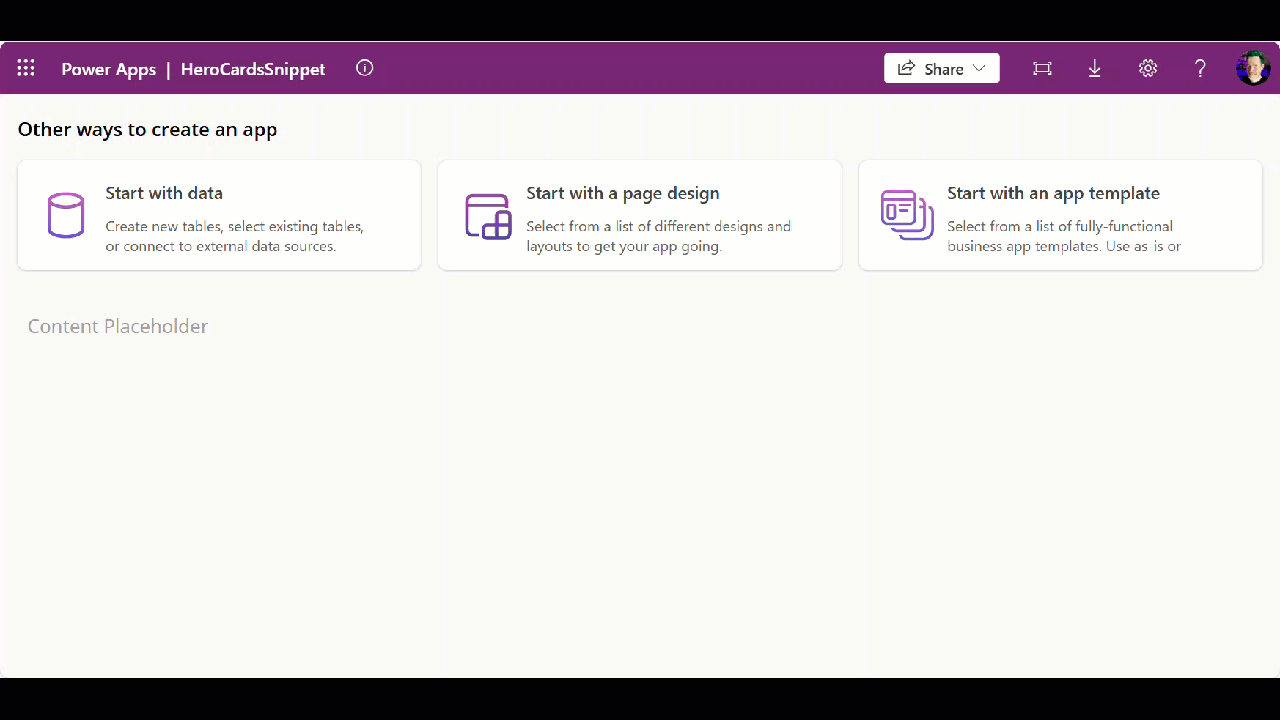 Power Apps | HeroCardsSnippet
Share
Other ways to create an app
Start with data
Create new tables, select existing tables,
or connect to external data sources.
Start with a page design
Select from a list of different designs and
layouts to get your app going.
Start with an app template
Select from a list of fully-functional
business app templates. Use as-is or
Content Placeholder